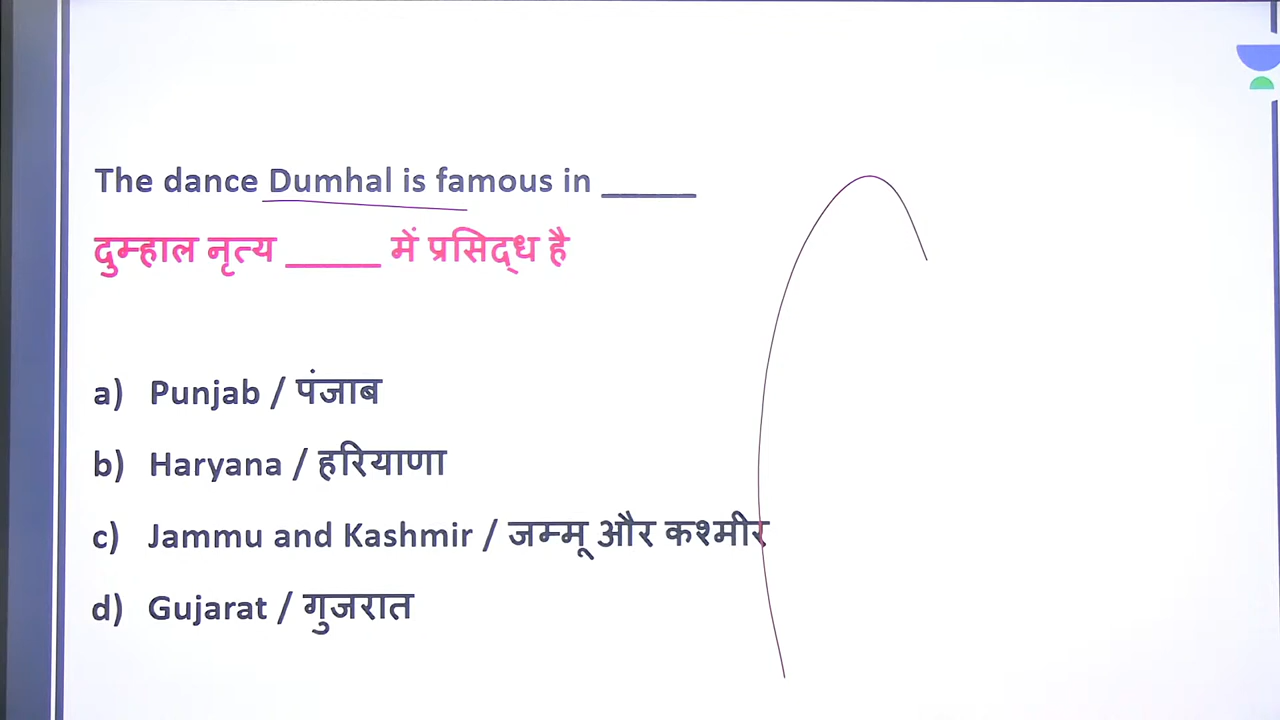 The dance Dumhal is famous in ______
दुम्हाल नृत्य ______ में प्रसिद्ध है
a) Punjab / पंजाब
b) Haryana / हरियाणा
c) Jammu and Kashmir / जम्मू और कश्मीर
d) Gujarat / गुजरात